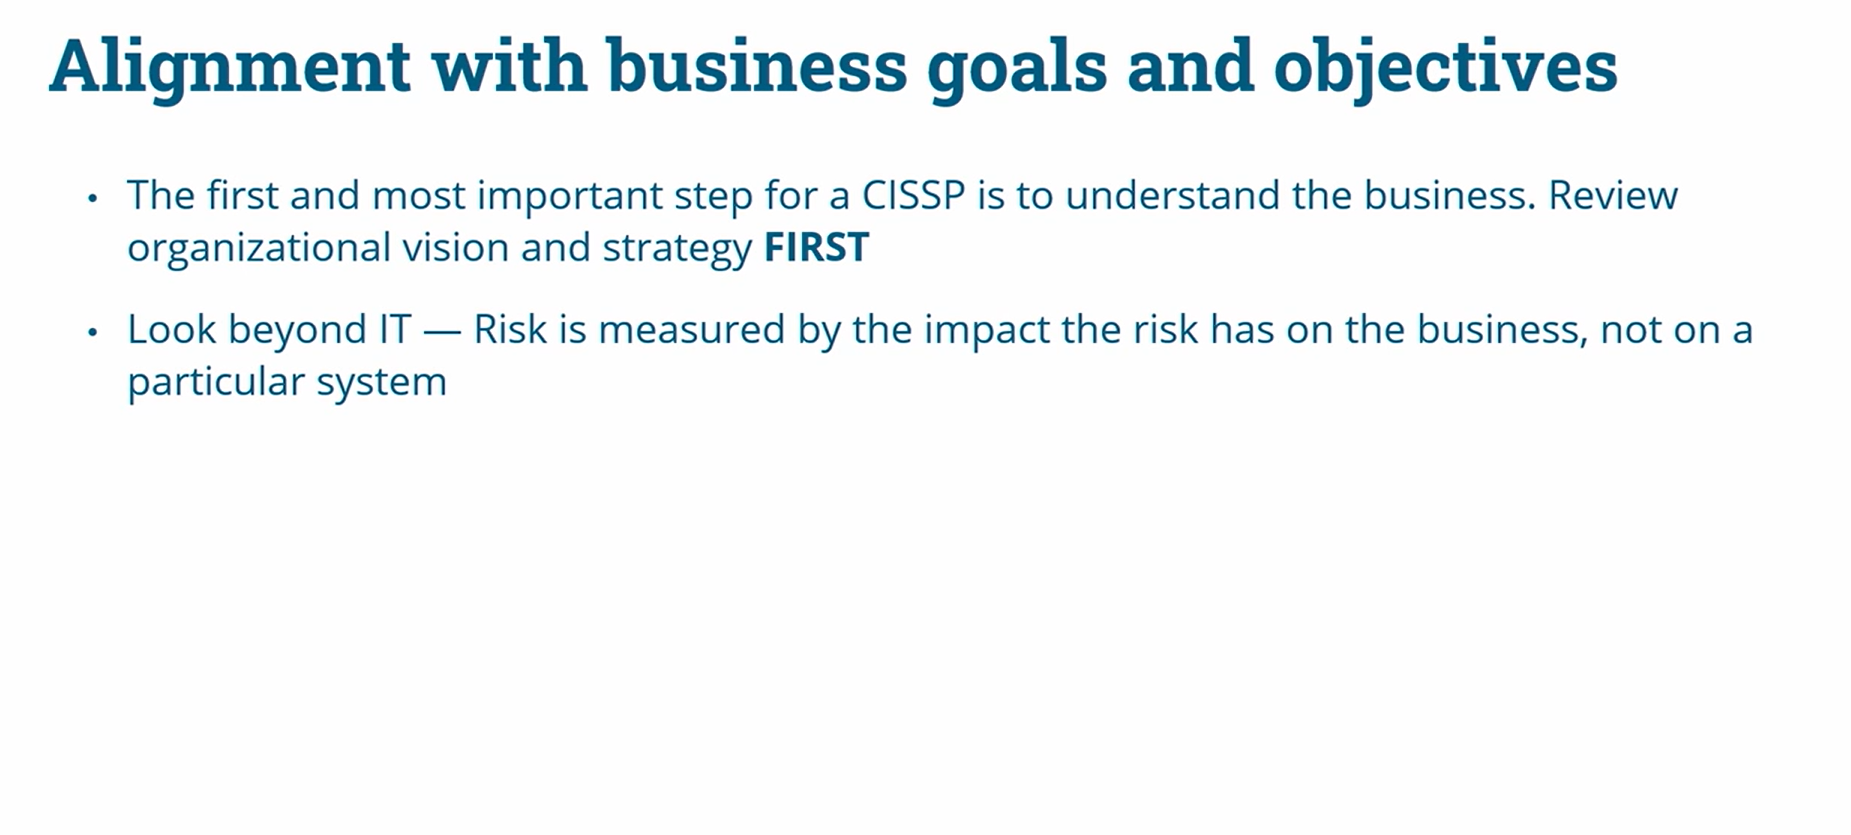 Alignment with business goals and objectives
• The first and most important step for a CISSP is to understand the business. Review
organizational vision and strategy FIRST
• Look beyond IT — Risk is measured by the impact the risk has on the business, not on a
particular system